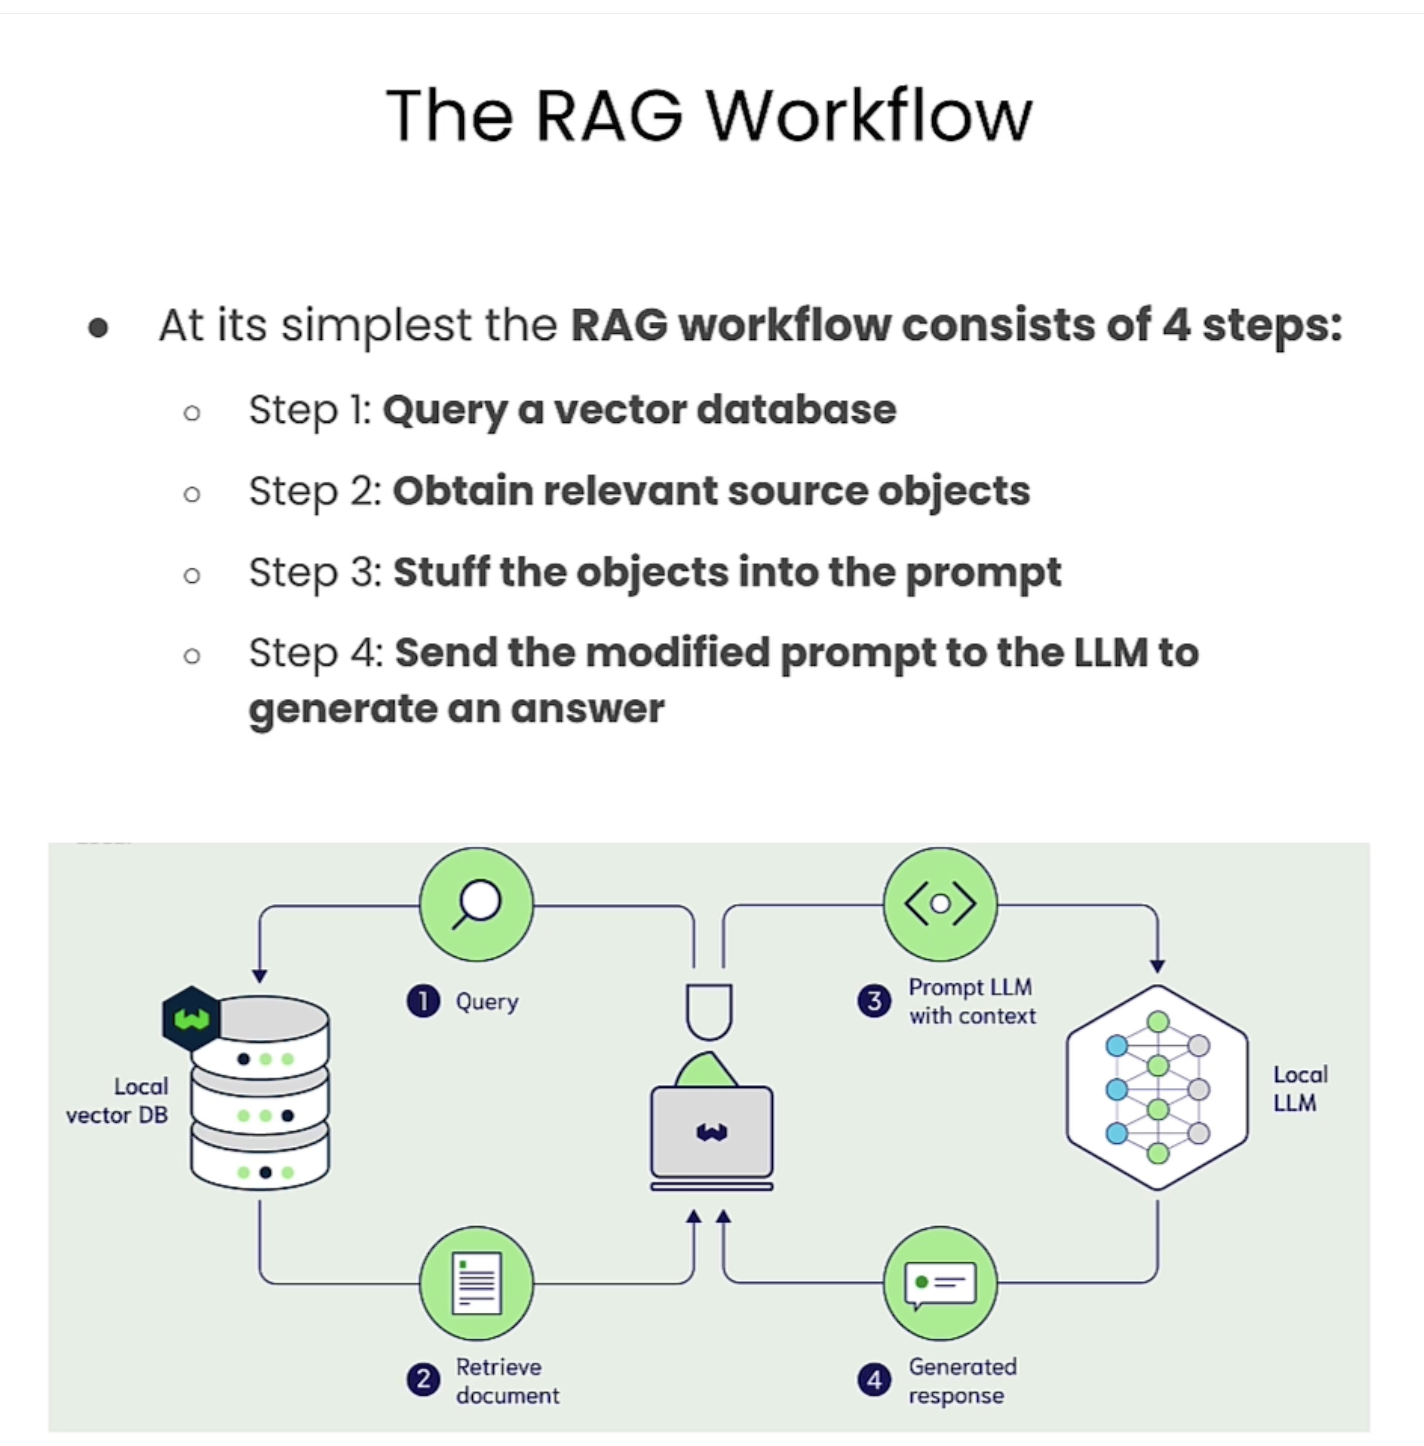 The RAG Workflow
● At its simplest the RAG workflow consists of 4 steps:
○ Step 1: Query a vector database
○ Step 2: Obtain relevant source objects
○ Step 3: Stuff the objects into the prompt
○ Step 4: Send the modified prompt to the LLM to
generate an answer
1 Query
3 Prompt LLM
with context
Local
vector DB
Local
LLM
2 Retrieve
document
4 Generated
response